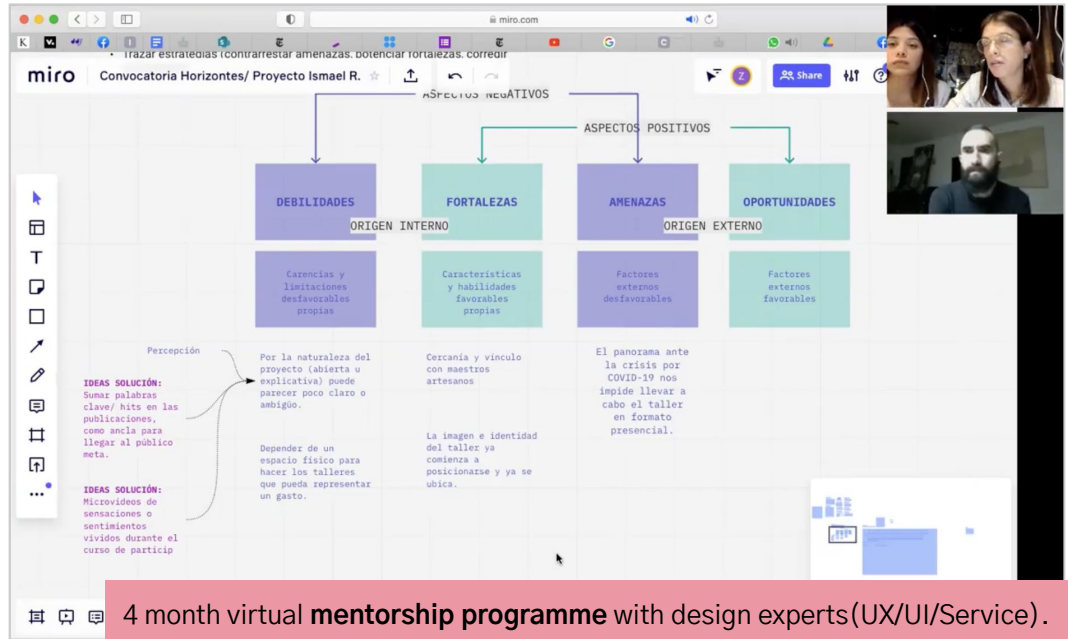 miro.com
Trazar estrategias (contrarrestar amenazas, potenciar fortalezas, corregir
miro
Convocatoria Horizontes/ Proyecto Ismael R.
Z
Share
ASPECTOS NEGATIVOS
ASPECTOS POSITIVOS
DEBILIDADES
FORTALEZAS
AMENAZAS
OPORTUNIDADES
ORIGEN INTERNO
ORIGEN EXTERNO
Carencias y
limitaciones
desfavorables
propias
Características
y habilidades
favorables
propias
Factores
externos
desfavorables
Factores
externos
favorables
Percepción
IDEAS SOLUCIÓN:
Sumar palabras
clave/ hits en las
publicaciones,
como ancla para
llegar al público
meta.
IDEAS SOLUCIÓN:
Microvideos de
sensaciones o
sentimientos
vividos durante el
curso de particip
Por la naturaleza del
proyecto (abierta u
explicativa) puede
parecer poco claro o
ambigüo.
Depender de un
espacio físico para
hacer los talleres
que pueda representar
un gasto.
Cercanía y vinculo
con maestros
artesanos
La imagen e identidad
del taller ya
comienza a
posicionarse y ya se
ubica.
El panorama ante
la crisis por
COVID-19 nos
impide llevar a
cabo el taller
en formato
presencial.
4 month virtual mentorship programme with design experts(UX/UI/Service).